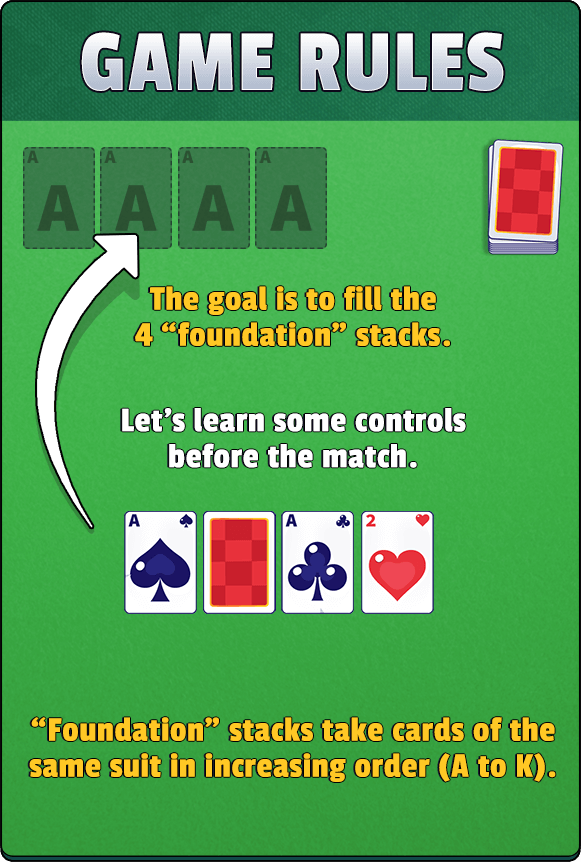 GAME RULES
A A A A
A A A A
The goal is to fill the
4 “foundation” stacks.
Let’s learn some controls
before the match.
A A 2
“Foundation” stacks take cards of the
same suit in increasing order (A to K).